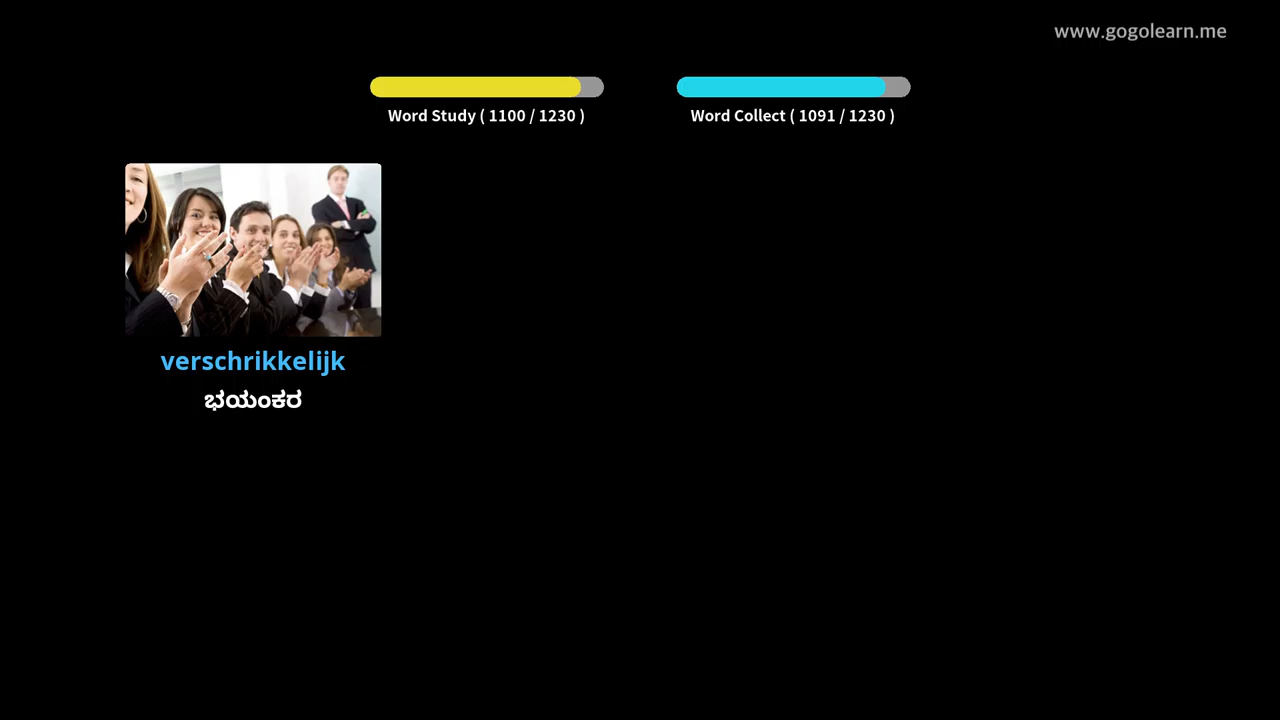 www.gogolearn.me
Word Study ( 1100 / 1230 )
Word Collect ( 1091 / 1230 )
verschrikkelijk
ಭಯಂಕರ